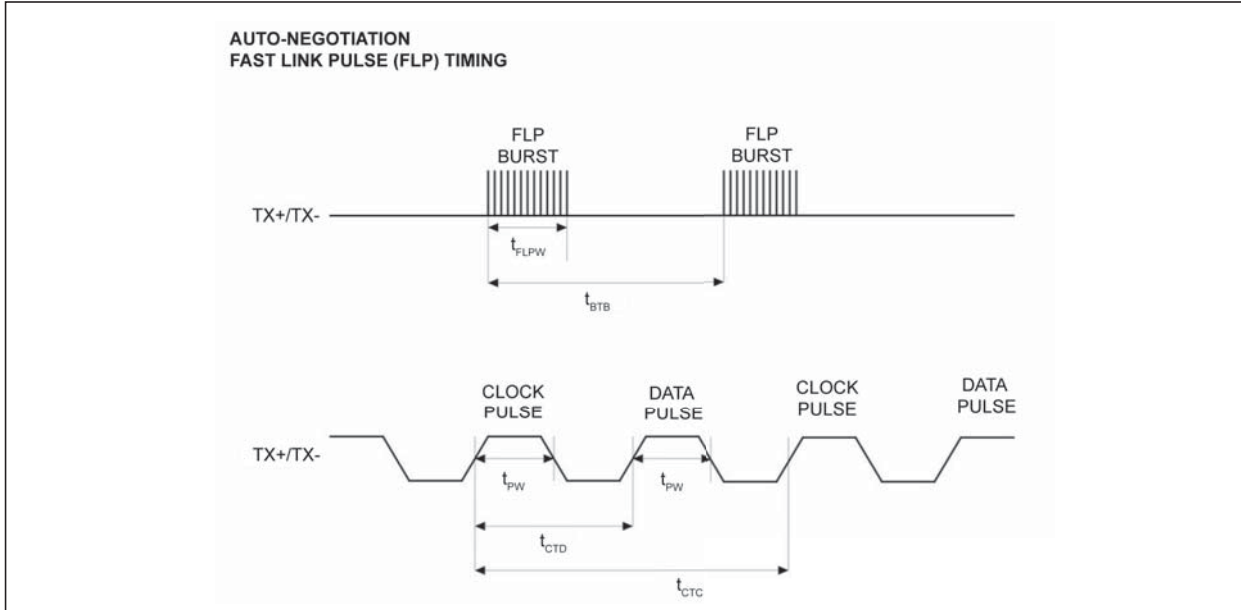 AUTO-NEGOTIATION
FAST LINK PULSE (FLP) TIMING
FLP
BURST
FLP
BURST
TX+/TX-
tFLPW
tBTB
CLOCK
PULSE
DATA
PULSE
CLOCK
PULSE
DATA
PULSE
TX+/TX-
tPW
tPW
tCTD
tCTC